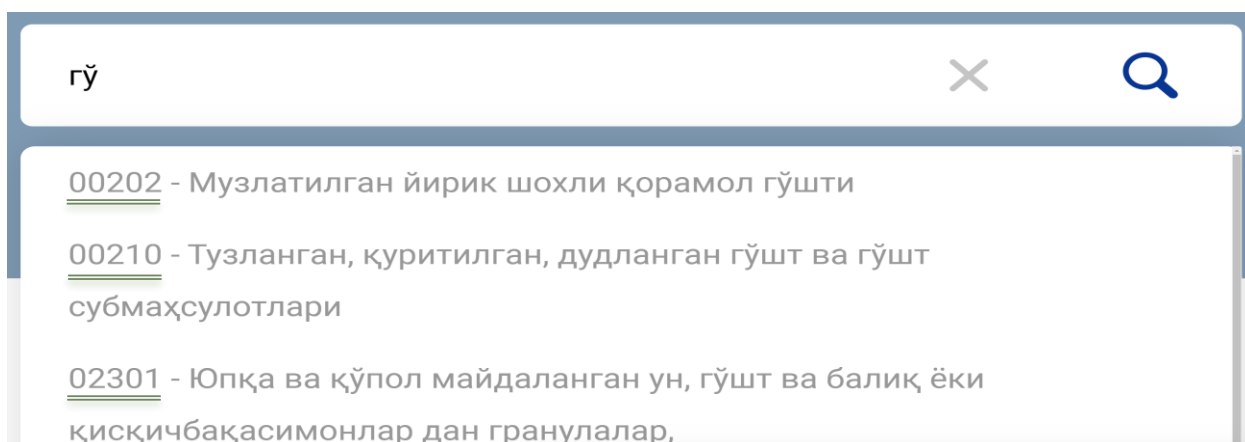 гў
00202 - Музлатилган йирик шохли қорамол гўшти
00210 - Тузланган, қуритилган, дудланган гўшт ва гўшт
субмаҳсулотлари
02301 - Юпқа ва қўпол майдаланган ун, гўшт ва балиқ ёки
қисқичбақасимонлар дан гранулалар,